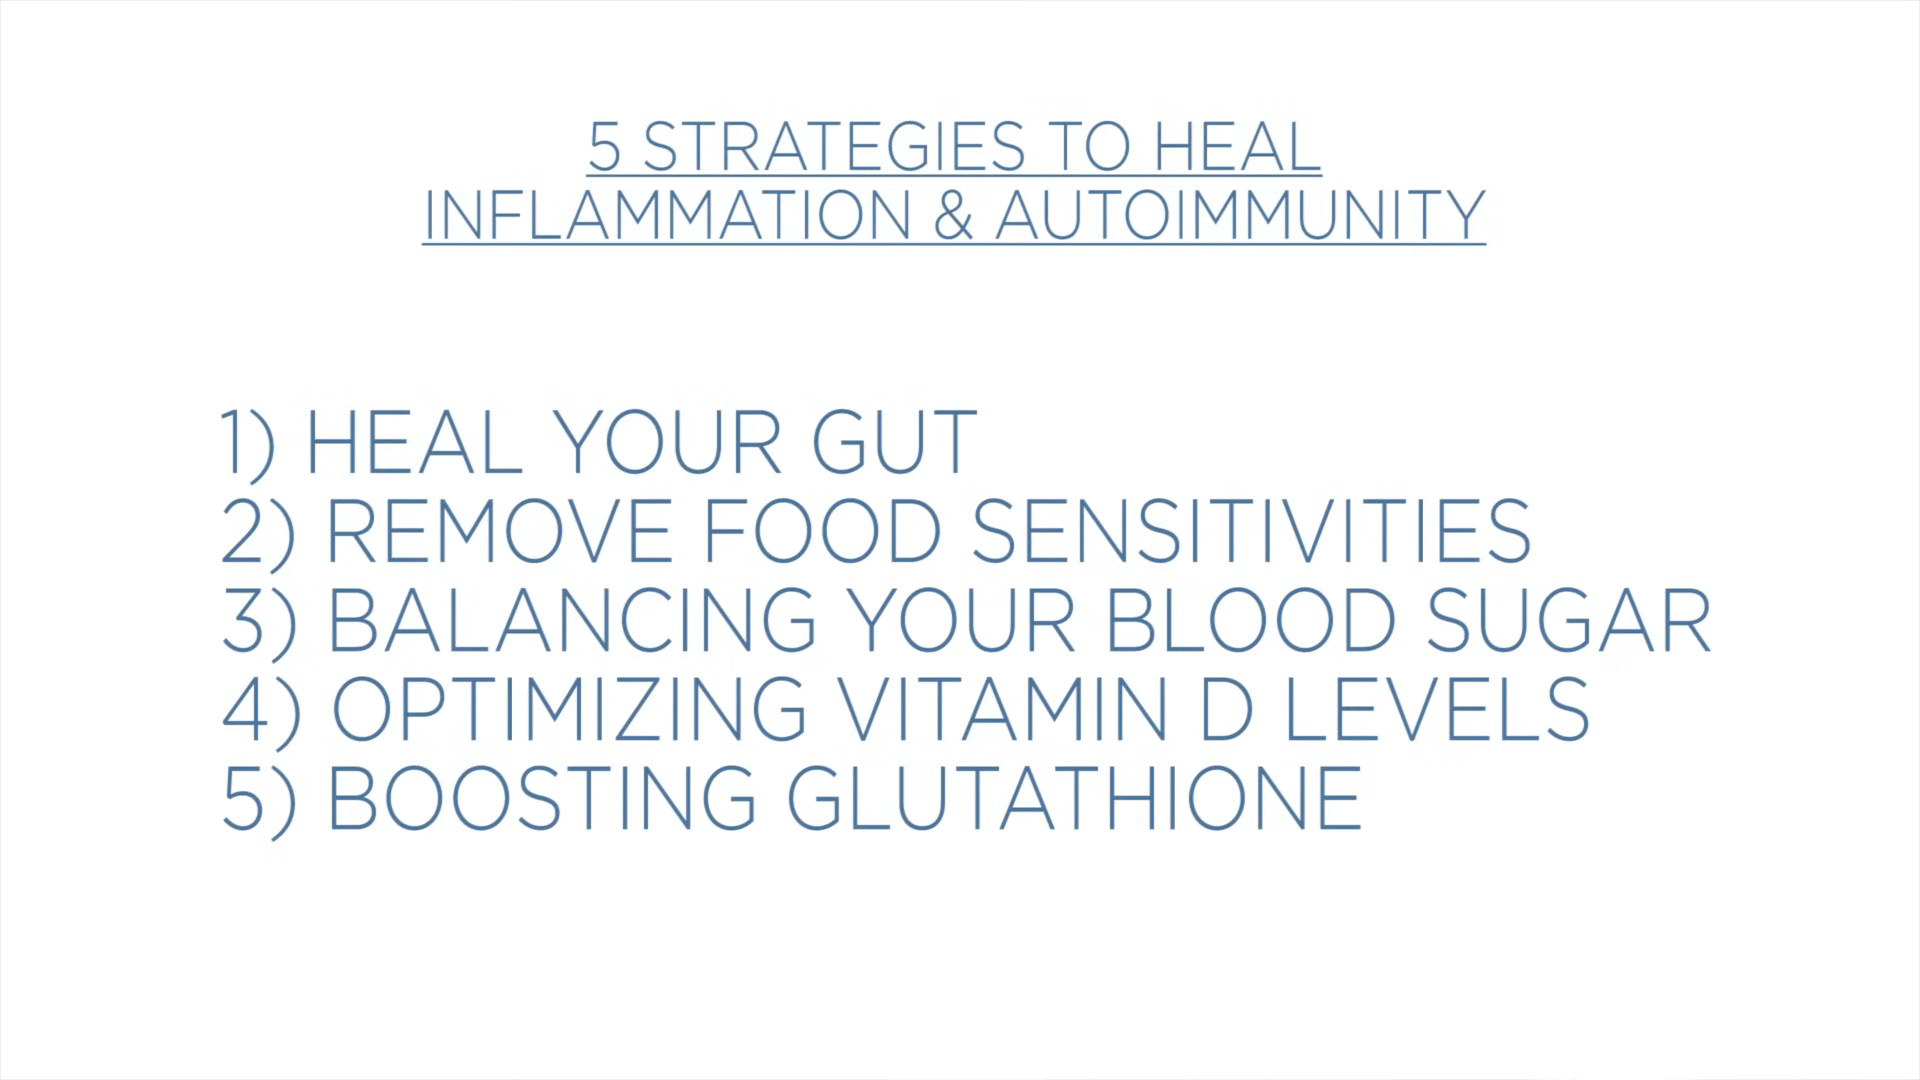 5 STRATEGIES TO HEAL
INFLAMMATION & AUTOIMMUNITY
1) HEAL YOUR GUT
2) REMOVE FOOD SENSITIVITIES
3) BALANCING YOUR BLOOD SUGAR
4) OPTIMIZING VITAMIN D LEVELS
5) BOOSTING GLUTATHIONE